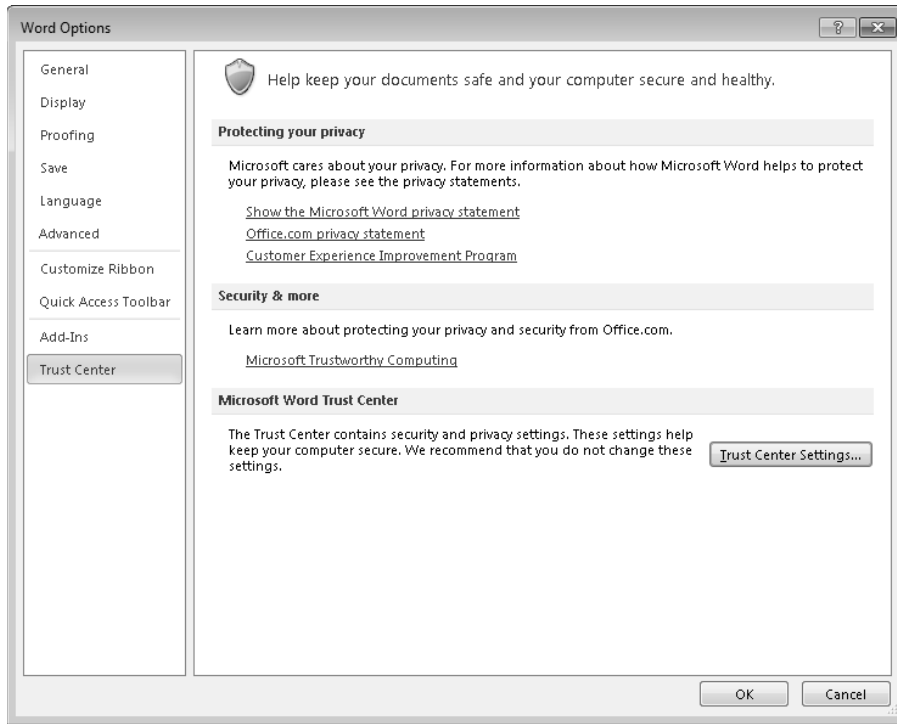 Word Options
General
Display
Proofing
Save
Language
Advanced
Customize Ribbon
Quick Access Toolbar
Add-Ins
Trust Center
Help keep your documents safe and your computer secure and healthy.
Protecting your privacy
Microsoft cares about your privacy. For more information about how Microsoft Word helps to protect
your privacy, please see the privacy statements.
Show the Microsoft Word privacy statement
Office.com privacy statement
Customer Experience Improvement Program
Security & more
Learn more about protecting your privacy and security from Office.com.
Microsoft Trustworthy Computing
Microsoft Word Trust Center
The Trust Center contains security and privacy settings. These settings help
keep your computer secure. We recommend that you do not change these
settings.
Trust Center Settings...
OK
Cancel